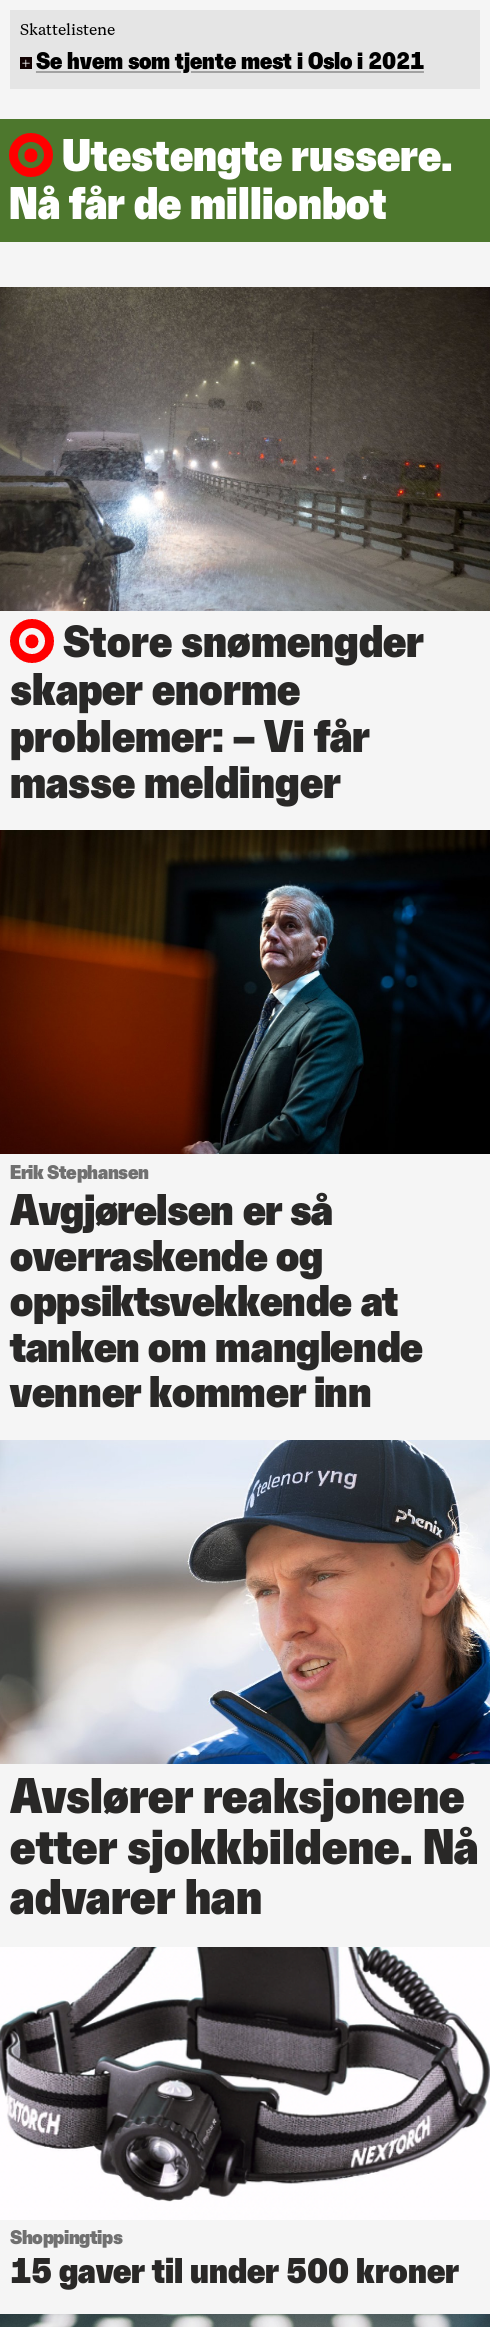 Skattelistene
Se hvem som tjente mest i Oslo i 2021
Utestengte russere.
Nå får de millionbot
Store snømengder
skaper enorme
problemer: – Vi får
masse meldinger
Erik Stephansen
Avgjørelsen er så
overraskende og
oppsiktsvekkende at
tanken om manglende
venner kommer inn
telenor yng
phenix
Avslører reaksjonene
etter sjokkbildene. Nå
advarer han
NEXTORCH
NEXTORCH
Shoppingtips
15 gaver til under 500 kroner